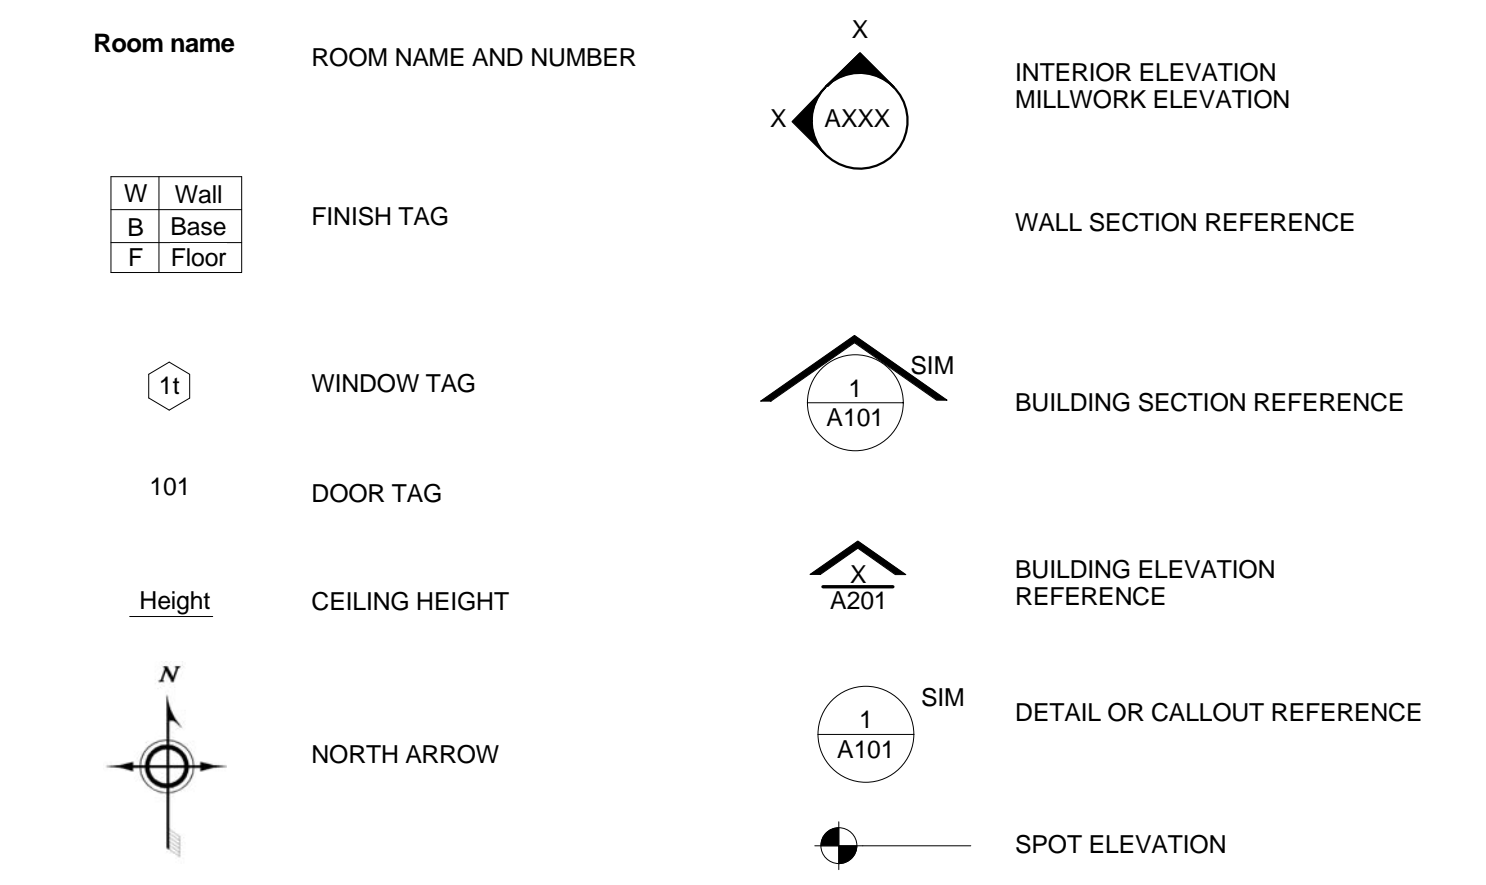 Room name
ROOM NAME AND NUMBER
W Wall
B Base
F Floor
FINISH TAG
1t
WINDOW TAG
101
DOOR TAG
Height
CEILING HEIGHT
N
NORTH ARROW
X
X
AXXX
INTERIOR ELEVATION
MILLWORK ELEVATION
WALL SECTION REFERENCE
SIM
1
A101
BUILDING SECTION REFERENCE
X
A201
BUILDING ELEVATION
REFERENCE
SIM
1
A101
DETAIL OR CALLOUT REFERENCE
SPOT ELEVATION